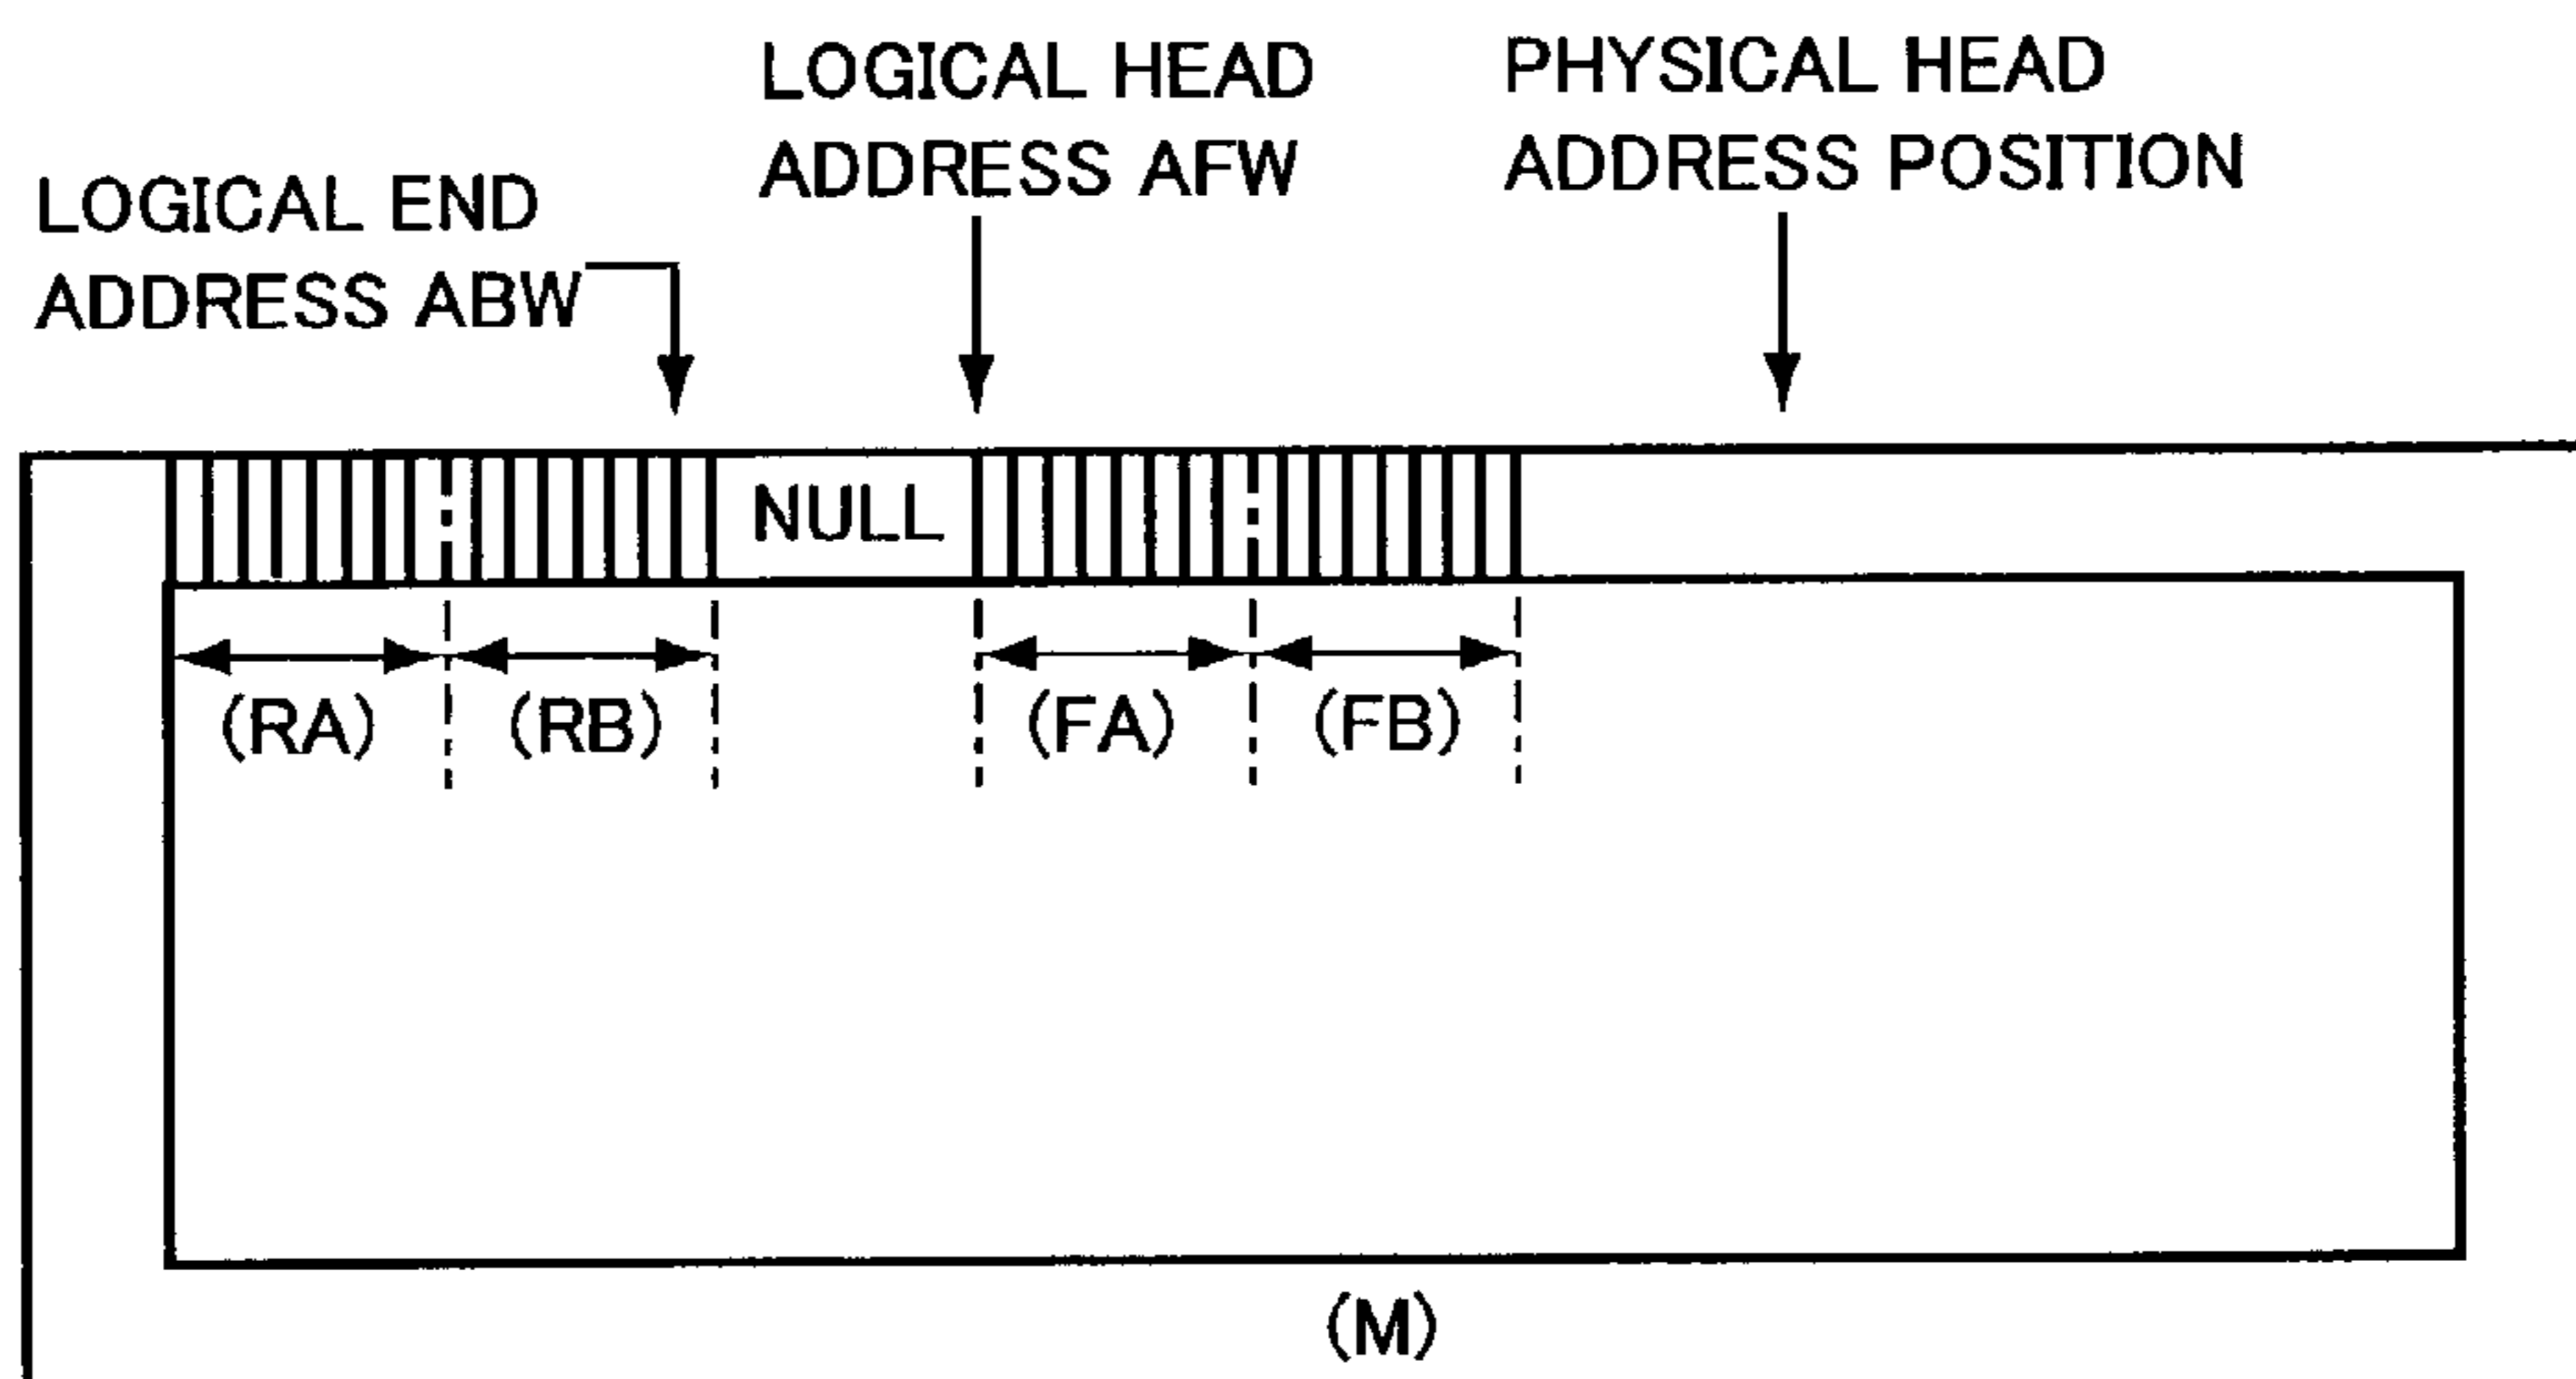 LOGICAL END
ADDRESS ABW
LOGICAL HEAD
ADDRESS AFW
PHYSICAL HEAD
ADDRESS POSITION
NULL
(RA)
(RB)
(FA)
(FB)
(M)